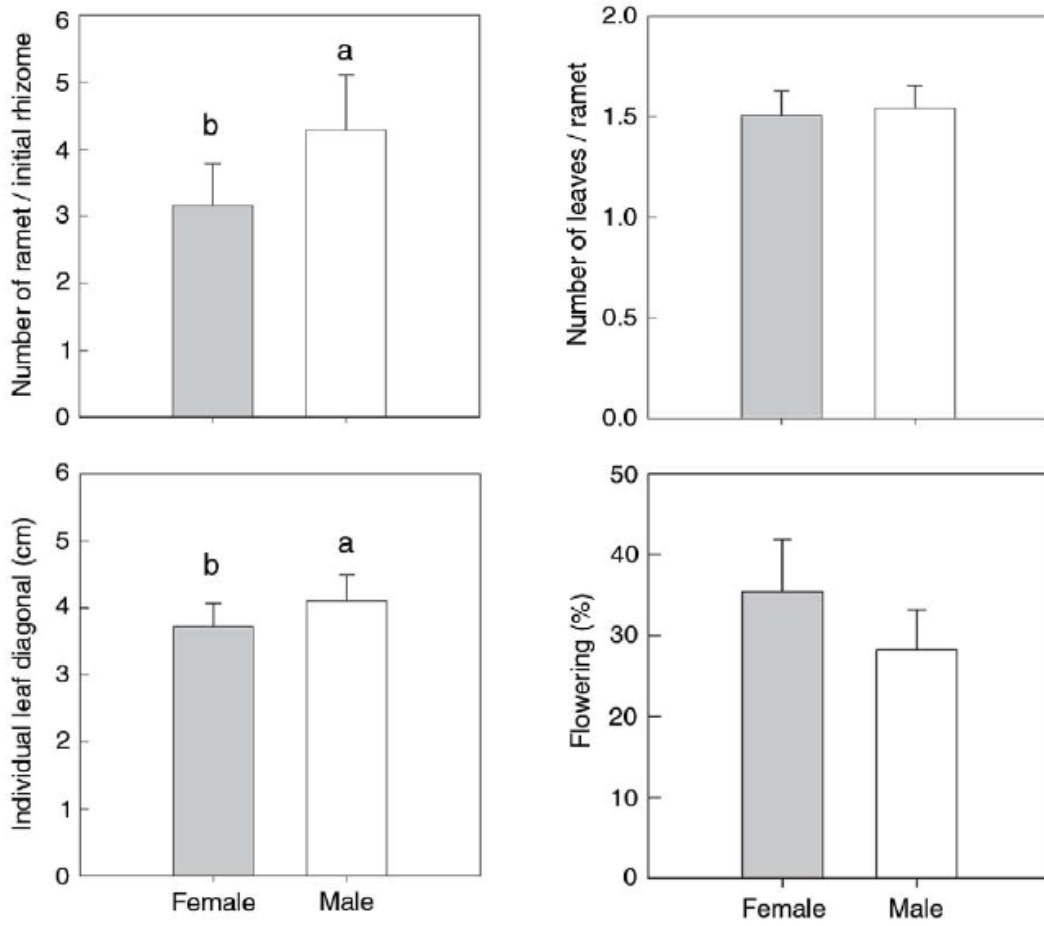 Number of ramet / initial rhizome
6
5
4
3
2
1
0
b
a
Number of leaves / ramet
2.0
1.5
1.0
0.5
0.0
Individual leaf diagonal (cm)
6
5
4
3
2
1
0
b
a
Female
Male
Flowering (%)
50
40
30
20
10
0
Female
Male